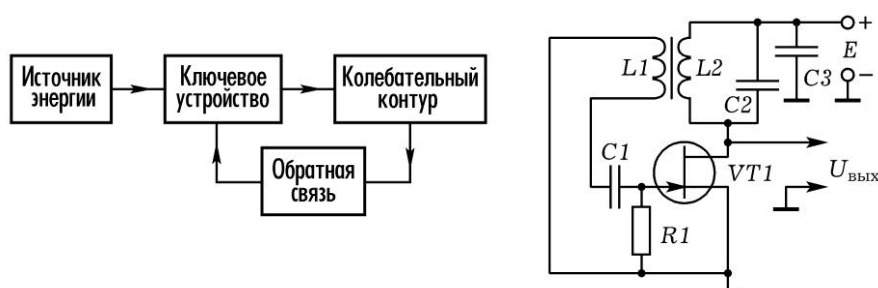 Источник
энергии
Ключевое
устройство
Колебательный
контур
Обратная
связь
L1
L2
C2
C3
+
E
−
C1
VT1
Uвых
R1